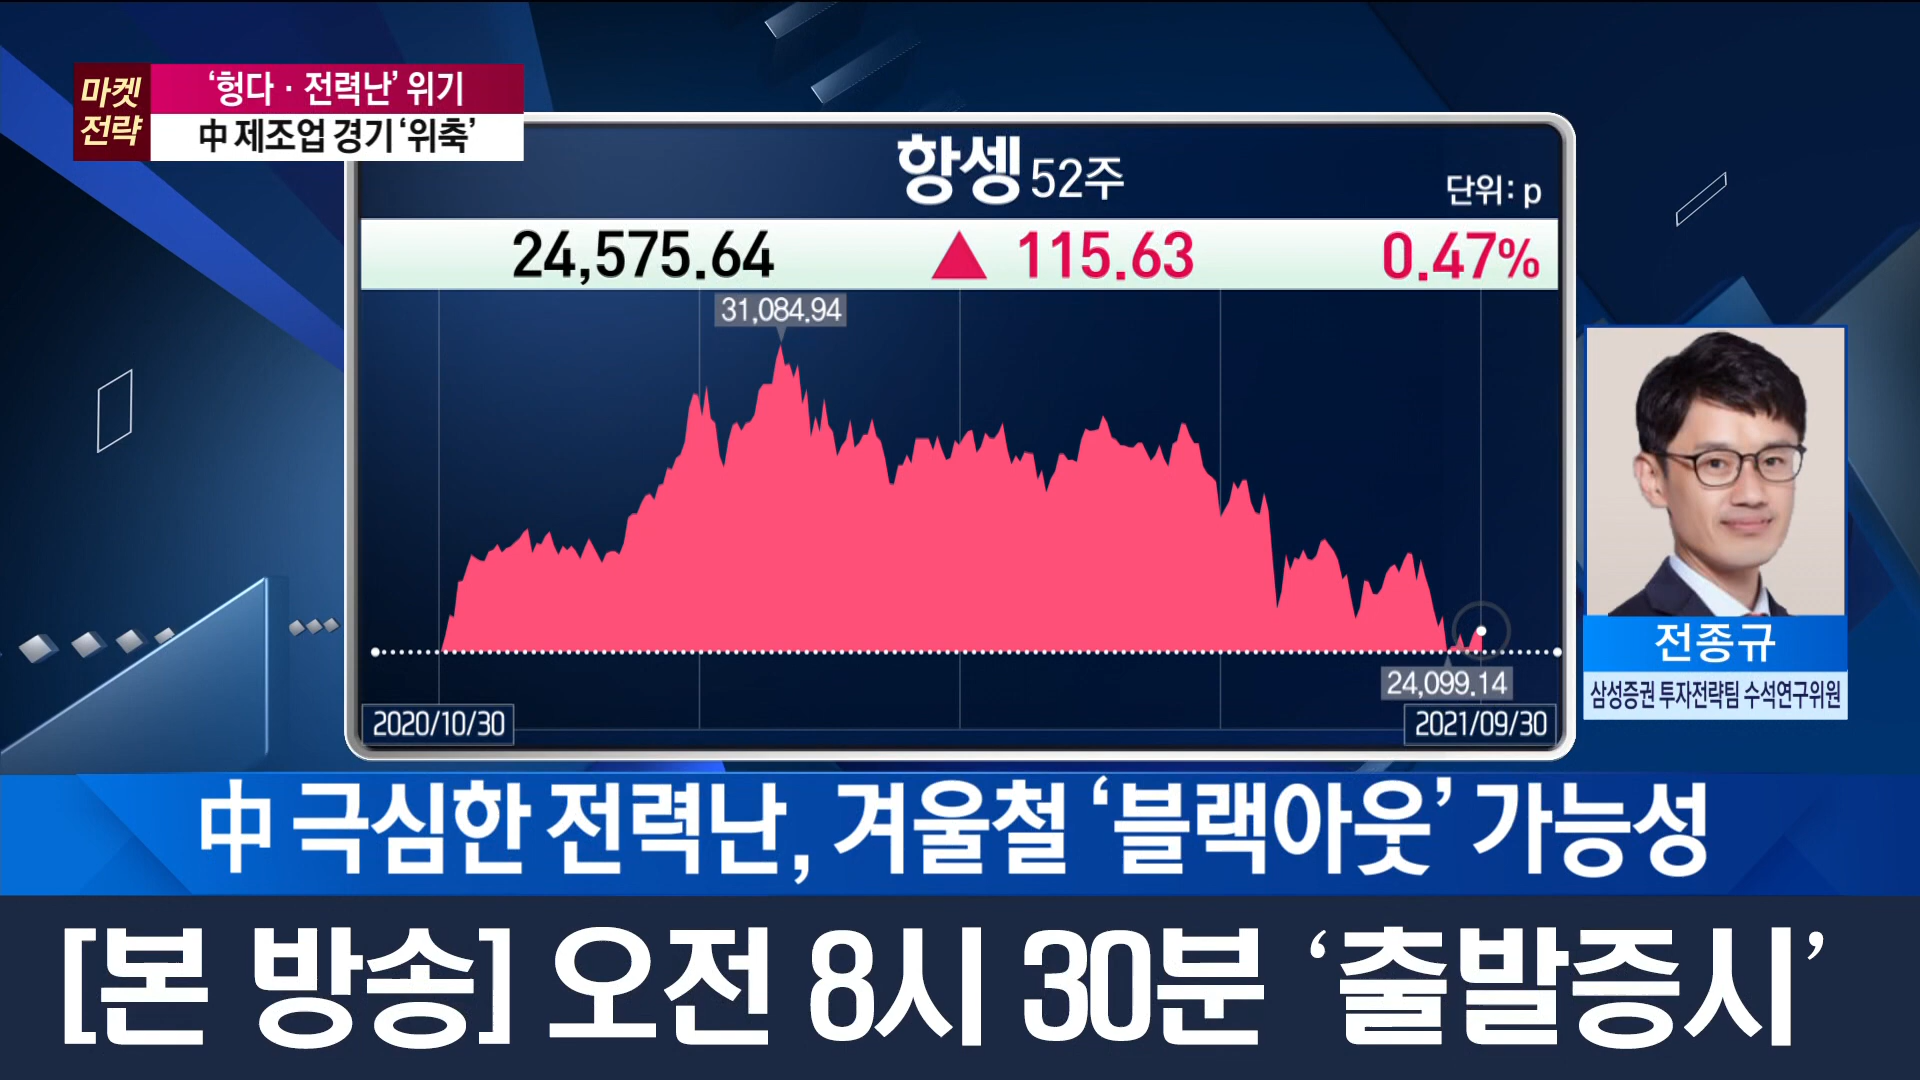 마켓
전략
‘헝다 · 전력난’ 위기
中 제조업 경기 ‘위축’
항셍 52주
단위: p
24,575.64 ▲ 115.63 0.47%
31,084.94
24,099.14
2020/10/30
2021/09/30
전종규
삼성증권 투자전략팀 수석연구위원
中 극심한 전력난, 겨울철 ‘블랙아웃’ 가능성
[본 방송] 오전 8시 30분 ‘출발증시’